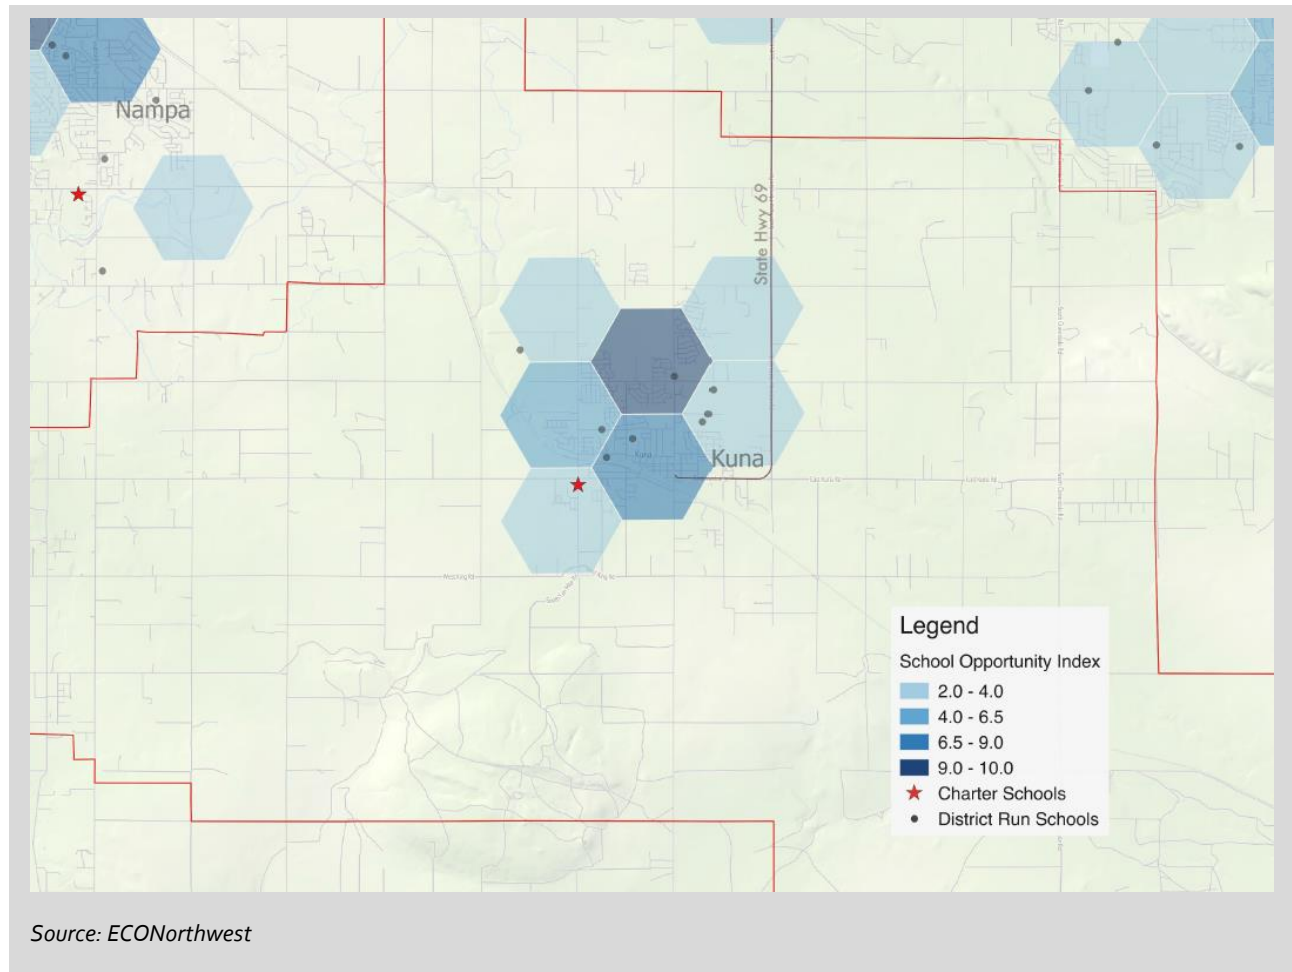 Nampa
State Hwy 69
Kuna
Kuna
Legend
School Opportunity Index
2.0 - 4.0
4.0 - 6.5
6.5 - 9.0
9.0 - 10.0
Charter Schools
District Run Schools
Source: ECONorthwest